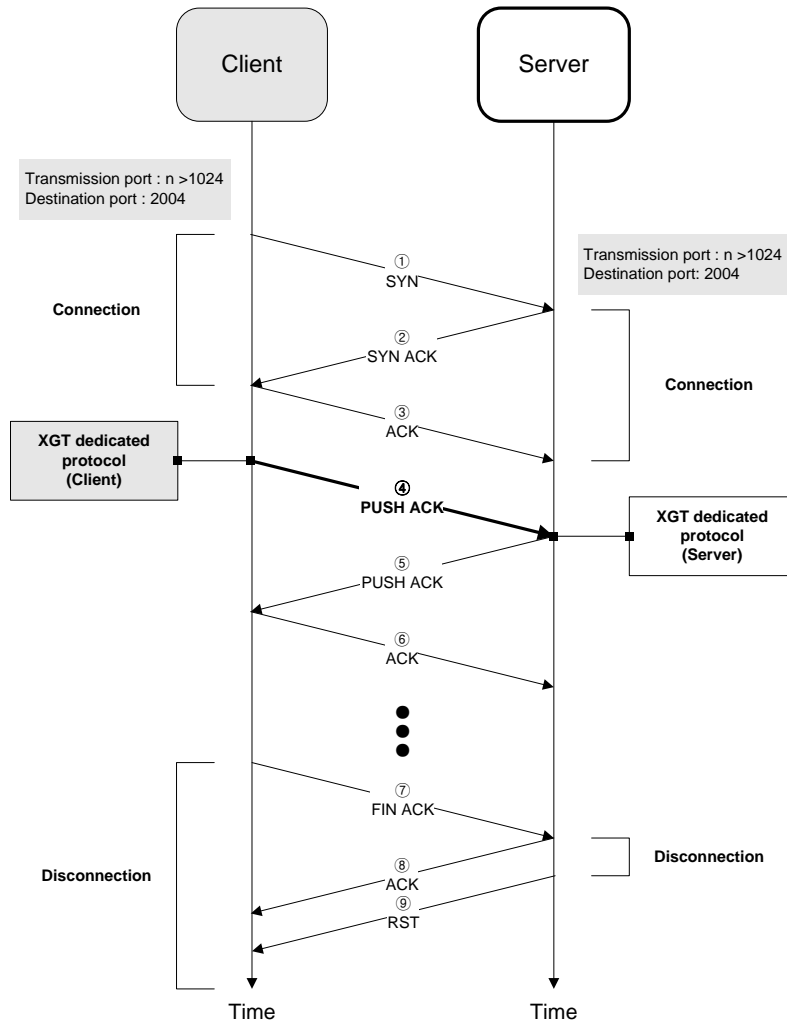 Client
Server
Transmission port : n >1024
Destination port : 2004
Transmission port : n >1024
Destination port: 2004
①
SYN
Connection
②
SYN ACK
Connection
③
ACK
XGT dedicated
protocol
(Client)
④
PUSH ACK
XGT dedicated
protocol
(Server)
⑤
PUSH ACK
⑥
ACK
⑦
FIN ACK
Disconnection
Disconnection
⑧
ACK
⑨
RST
Time
Time